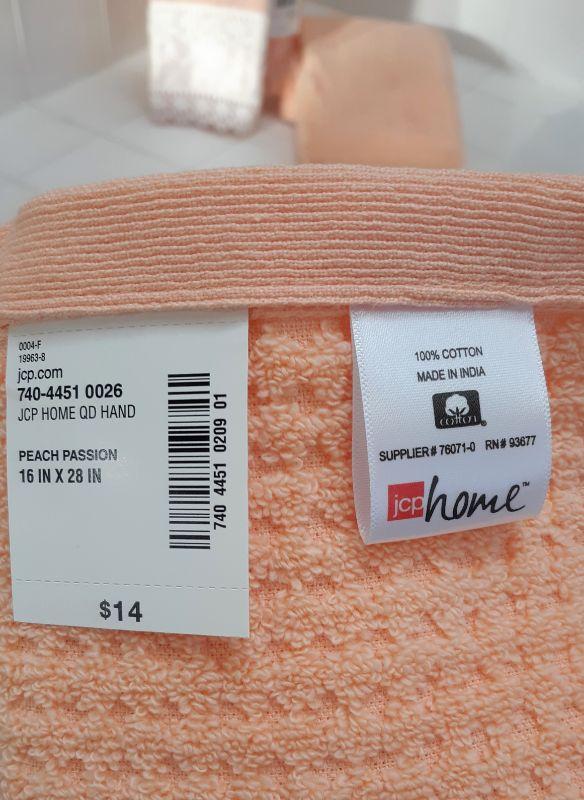 0004-F
19963-8
jcp.com
740-4451 0026
JCP HOME QD HAND
PEACH PASSION
16 IN X 28 IN
740 4451 0209 01
$14
100% COTTON
MADE IN INDIA
cotton®
SUPPLIER# 76071-0 RN# 93677
jcp home™